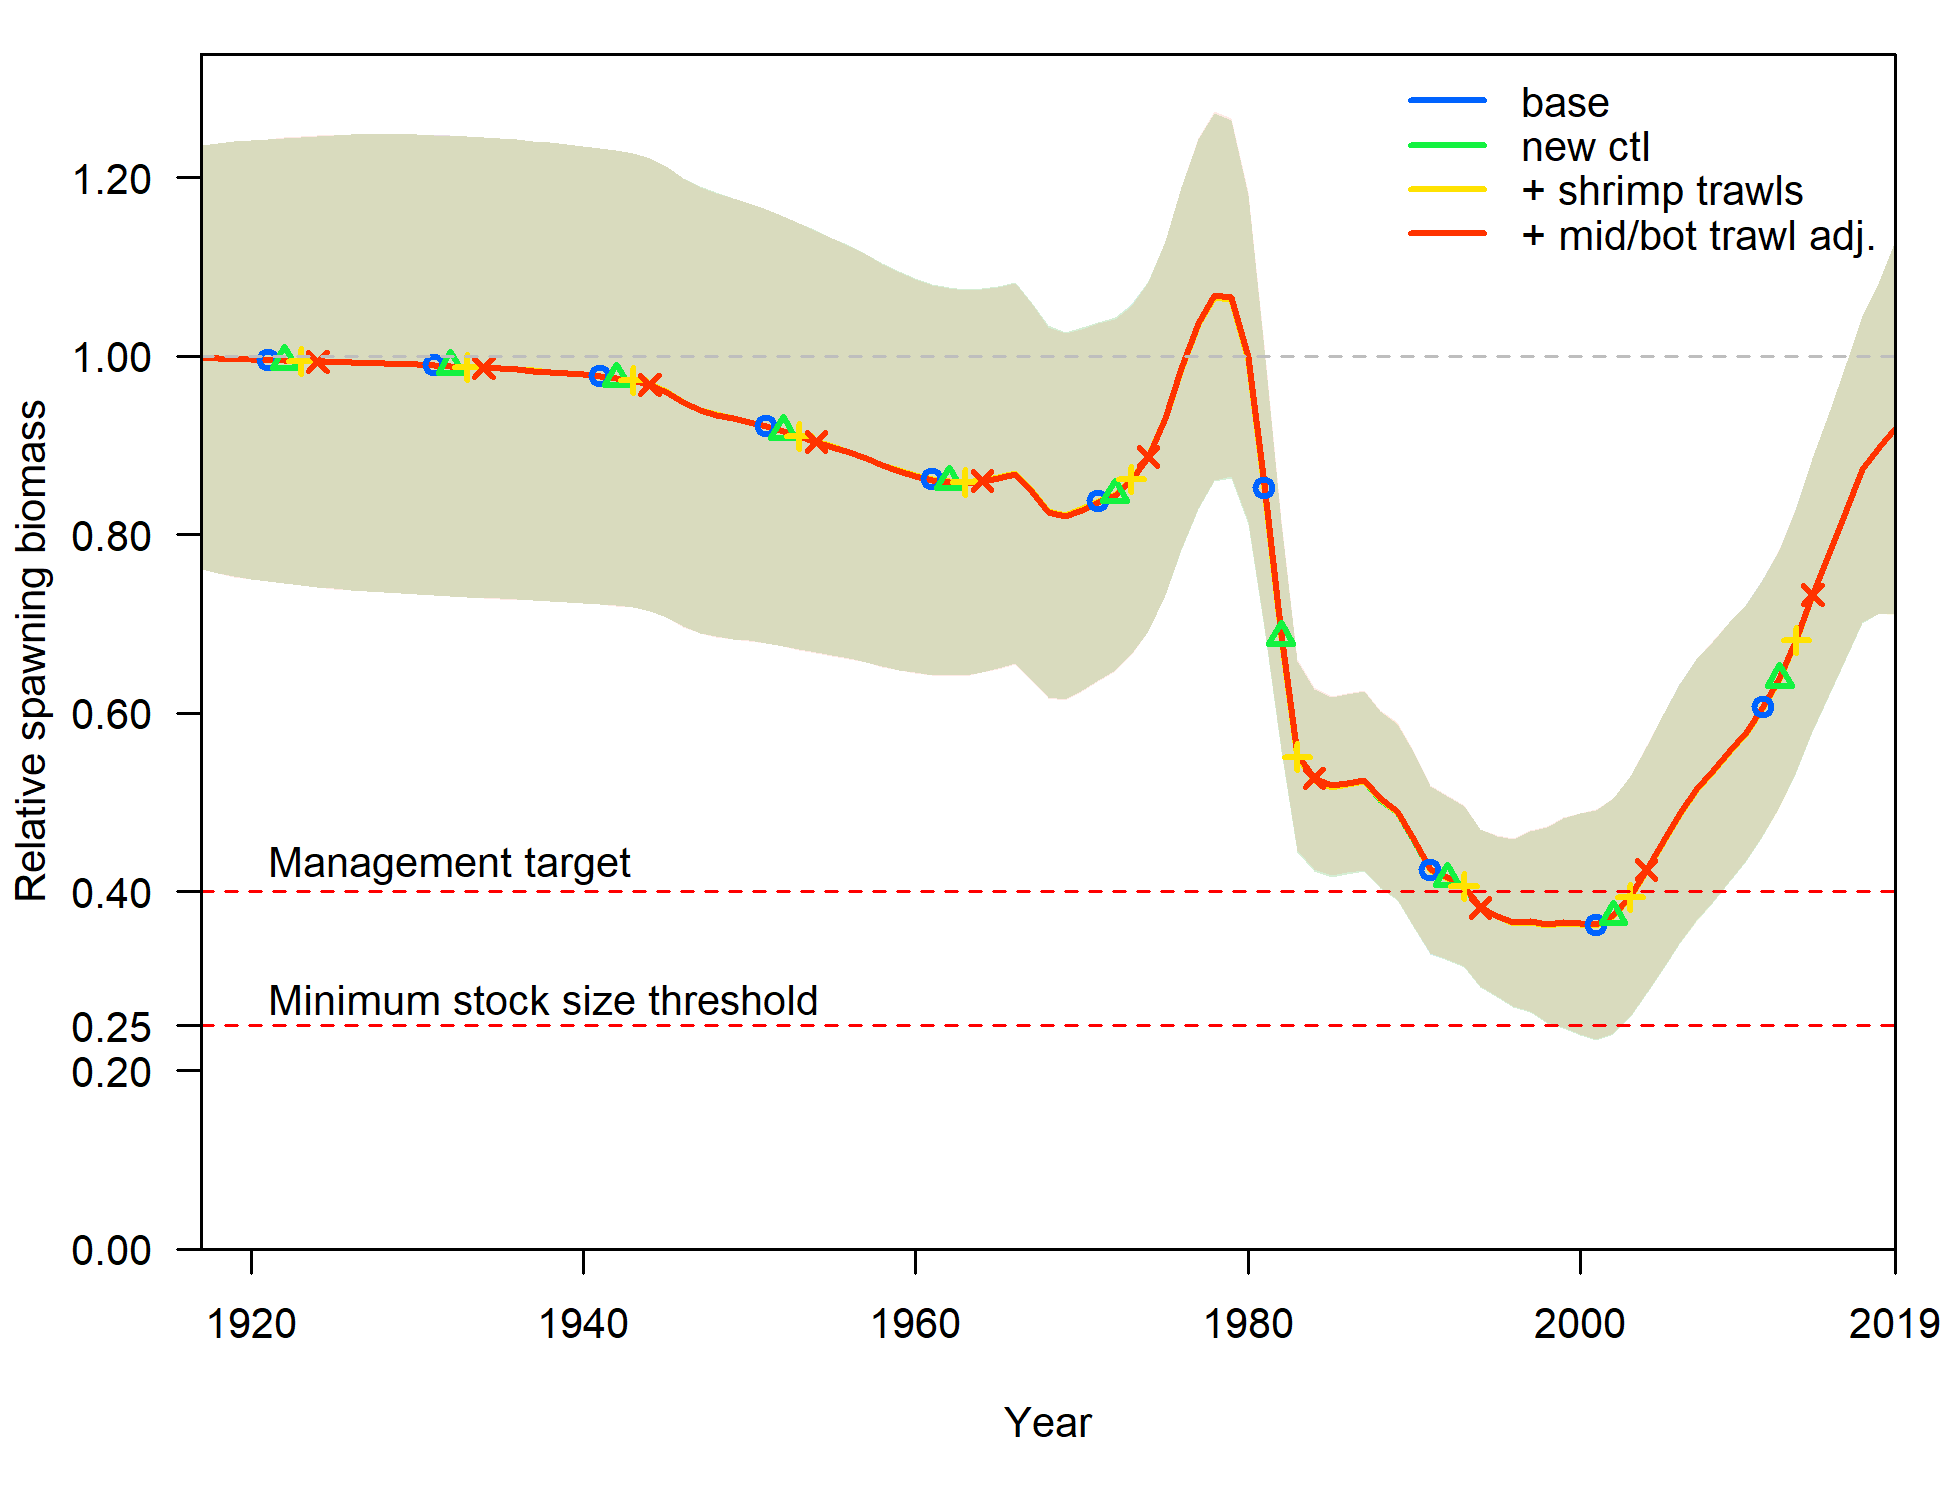 base
new ctl
+ shrimp trawls
+ mid/bot trawl adj.
1.20
1.00
0.80
0.60
0.40
0.25
0.20
0.00
Relative spawning biomass
Management target
Minimum stock size threshold
1920
1940
1960
1980
2000
2019
Year